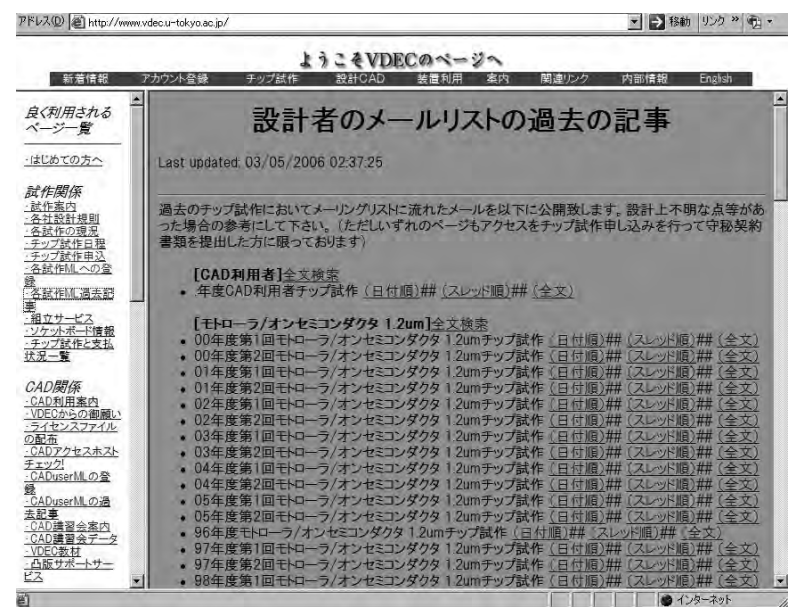 アドレス(D) http://www.vdec.u-tokyo.ac.jp/ 移動 リンク »
ようこそVDECのページへ
新着情報 アカウント登録 チップ試作 設計CAD 装置利用 案内 関連リンク 内部情報 English
良く利用される
ページ一覧
・はじめての方へ
試作関係
・試作案内
・各社設計規則
・各試作の現況
・チップ試作日程
・チップ試作申込
・各試作MLへの登
録
・各試作ML過去記
事
・組立サービス
・ソケットボード情報
・チップ試作と支払
状況一覧
CAD関係
・CAD利用案内
・VDECからの御願い
・ライセンスファイル
の配布
・CADアクセスホスト
チェック!
・CADuserMLの登
録
・CADuserMLの過
去記事
・CAD講習会案内
・CAD講習会データ
・VDEC教材
・凸版サポートサー
ビス
設計者のメールリストの過去の記事
Last updated: 03/05/2006 02:37:25
過去のチップ試作においてメーリングリストに流れたメールを以下に公開致します。設計上不明な点等があ
った場合の参考にして下さい。(ただしいずれのページもアクセスをチップ試作申し込みを行って守秘契約
書類を提出した方に限っております)
[CAD利用者]全文検索
• 年度CAD利用者チップ試作 (日付順)## (スレッド順)## (全文)
[モトローラ/オンセミコンダクタ 1.2um]全文検索
• 00年度第1回モトローラ/オンセミコンダクタ 1.2umチップ試作 (日付順)## (スレッド順)## (全文)
• 00年度第2回モトローラ/オンセミコンダクタ 1.2umチップ試作 (日付順)## (スレッド順)## (全文)
• 01年度第1回モトローラ/オンセミコンダクタ 1.2umチップ試作 (日付順)## (スレッド順)## (全文)
• 01年度第2回モトローラ/オンセミコンダクタ 1.2umチップ試作 (日付順)## (スレッド順)## (全文)
• 02年度第1回モトローラ/オンセミコンダクタ 1.2umチップ試作 (日付順)## (スレッド順)## (全文)
• 02年度第2回モトローラ/オンセミコンダクタ 1.2umチップ試作 (日付順)## (スレッド順)## (全文)
• 03年度第1回モトローラ/オンセミコンダクタ 1.2umチップ試作 (日付順)## (スレッド順)## (全文)
• 03年度第2回モトローラ/オンセミコンダクタ 1.2umチップ試作 (日付順)## (スレッド順)## (全文)
• 04年度第1回モトローラ/オンセミコンダクタ 1.2umチップ試作 (日付順)## (スレッド順)## (全文)
• 04年度第2回モトローラ/オンセミコンダクタ 1.2umチップ試作 (日付順)## (スレッド順)## (全文)
• 05年度第1回モトローラ/オンセミコンダクタ 1.2umチップ試作 (日付順)## (スレッド順)## (全文)
• 05年度第2回モトローラ/オンセミコンダクタ 1.2umチップ試作 (日付順)## (スレッド順)## (全文)
• 96年度モトローラ/オンセミコンダクタ 1.2umチップ試作 (日付順)## (スレッド順)## (全文)
• 97年度第1回モトローラ/オンセミコンダクタ 1.2umチップ試作 (日付順)## (スレッド順)## (全文)
• 97年度第2回モトローラ/オンセミコンダクタ 1.2umチップ試作 (日付順)## (スレッド順)## (全文)
• 98年度第1回モトローラ/オンセミコンダクタ 1.2umチップ試作 (日付順)## (スレッド順)## (全文)
インターネット